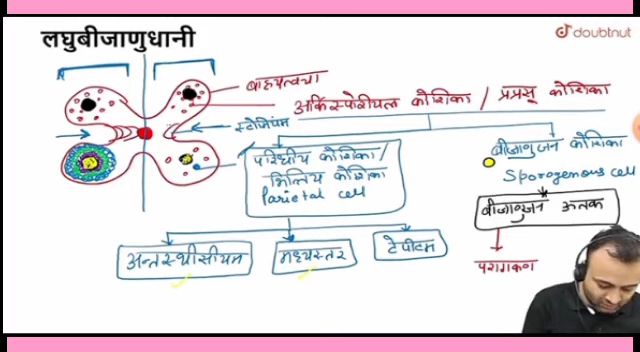 लघुबीजाणुधानी
doubtnut
बाह्यत्वचा
आर्किस्पोरियल कोशिका / प्रप्रसू कोशिका
स्टोमियम
परिधीय कोशिका/
भित्तिय कोशिका
Parietal cell
बीजाणुजन कोशिका
Sporogenous cell
बीजाणुजन ऊतक
अन्तस्थीसीयम
मध्यस्तर
टेपीटम
परागकण